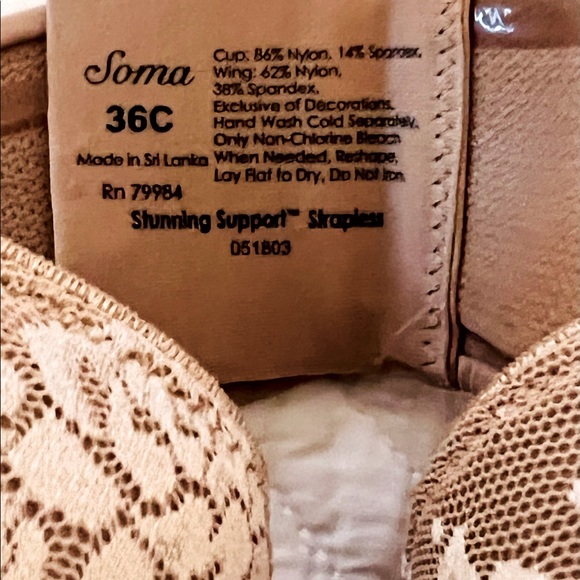 Soma
36C
Made in Sri Lanka
Rn 79984
Cup: 86% Nylon, 14% Spandex,
Wing: 62% Nylon,
38% Spandex.
Exclusive of Decorations.
Hand Wash Cold Separately,
Only Non-Chlorine Bleach
When Needed, Reshape,
Lay Flat to Dry, Do Not Iron.
Stunning Support™ Strapless
051803